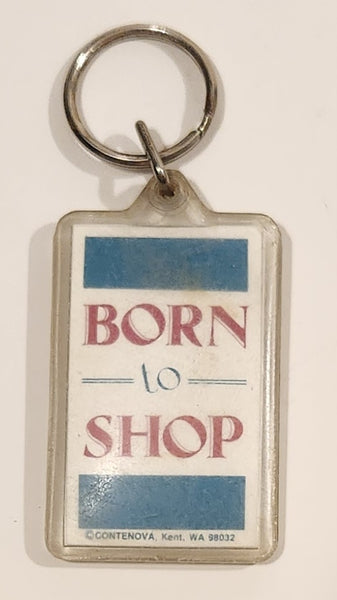 BORN
to
SHOP
©CONTENOVA, Kent, WA 98032